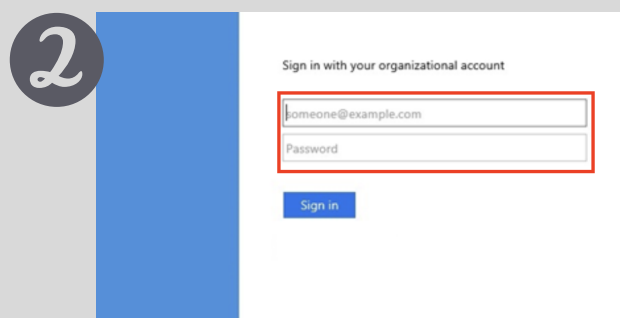 2
Sign in with your organizational account
someone@example.com
Password
Sign in